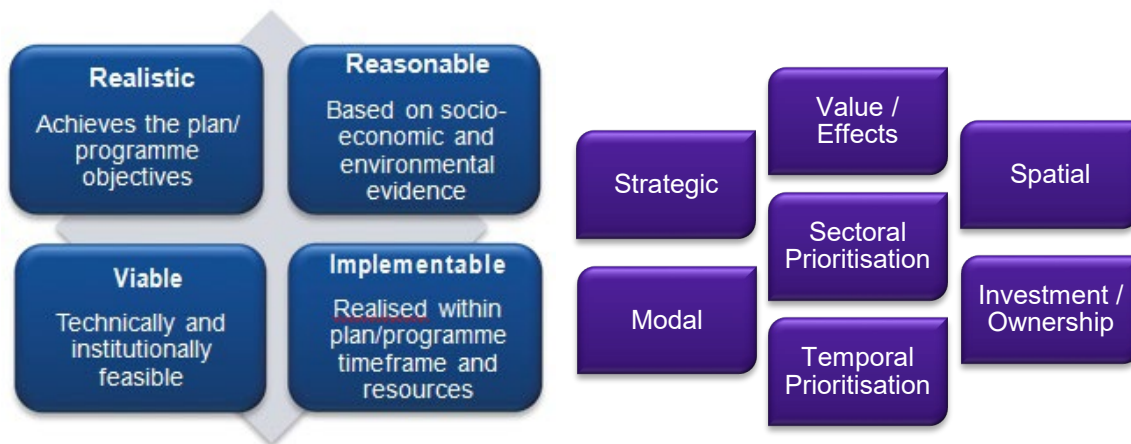 Realistic
Achieves the plan/
programme
objectives
Reasonable
Based on socio-
economic and
environmental
evidence
Viable
Technically and
institutionally
feasible
Implementable
Realised within
plan/programme
timeframe and
resources
Strategic
Modal
Value /
Effects
Sectoral
Prioritisation
Temporal
Prioritisation
Spatial
Investment /
Ownership